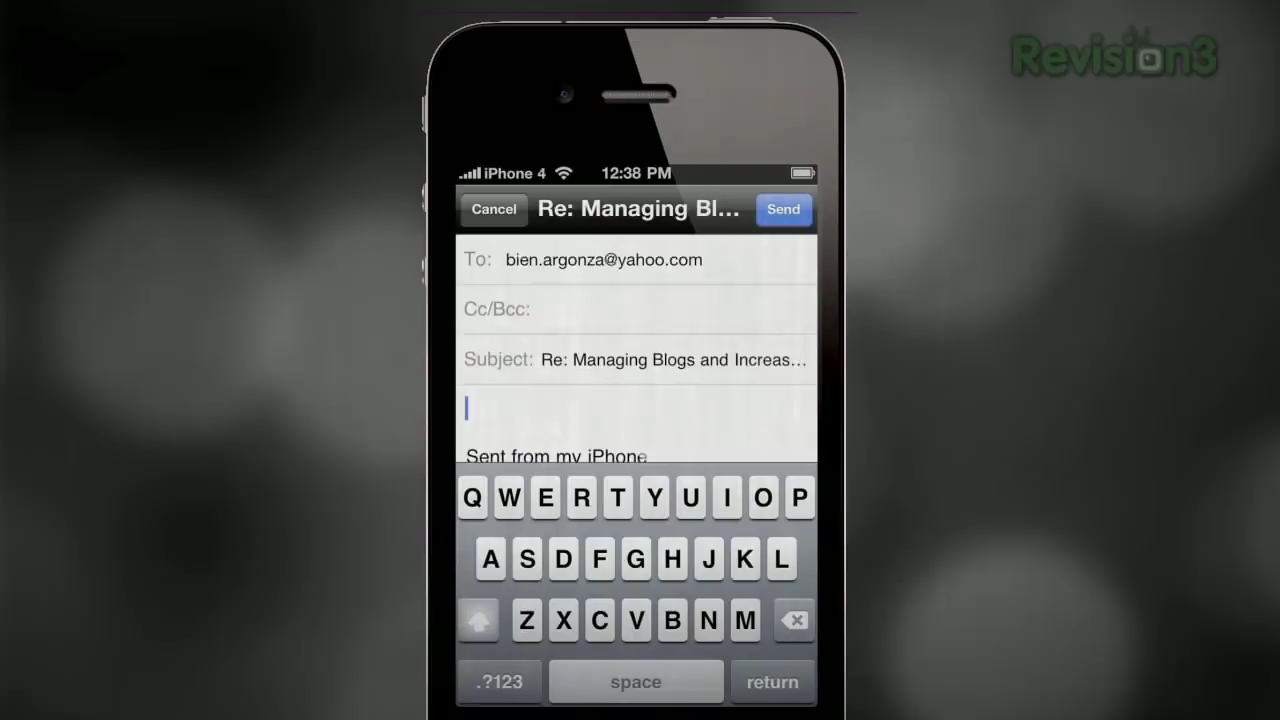 Revision3
iPhone 4 12:38 PM
Cancel Re: Managing Bl... Send
To: bien.argonza@yahoo.com
Cc/Bcc:
Subject: Re: Managing Blogs and Increas...
Sent from my iPhone
Q W E R T Y U I O P
A S D F G H J K L
Z X C V B N M
.?123 space return